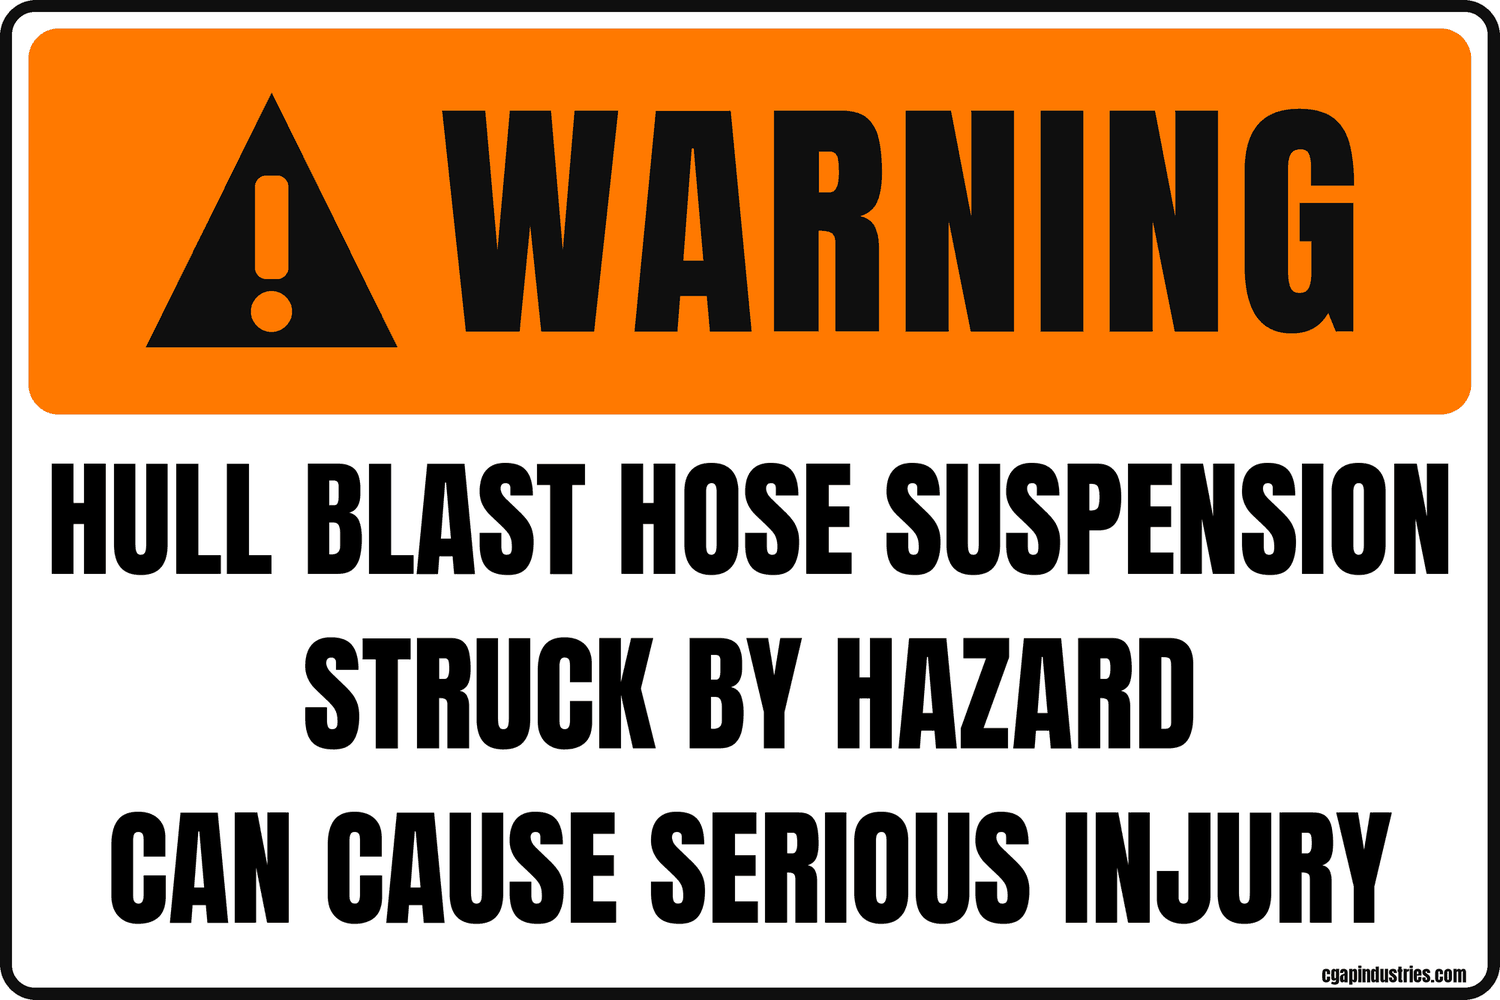 WARNING
HULL BLAST HOSE SUSPENSION
STRUCK BY HAZARD
CAN CAUSE SERIOUS INJURY
cgapindustries.com